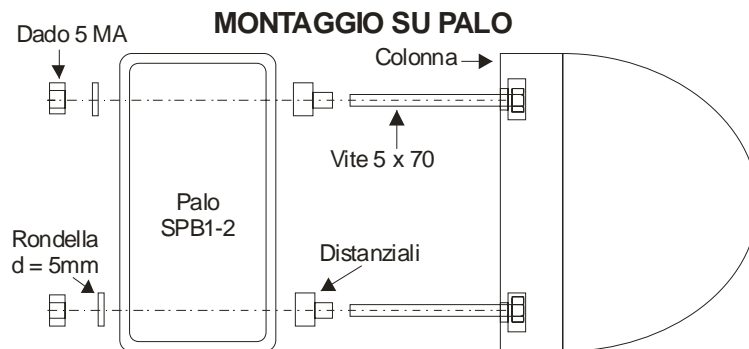 MONTAGGIO SU PALO
Dado 5 MA
Colonna
Vite 5 x 70
Palo
SPB1-2
Rondella
d = 5mm
Distanziali